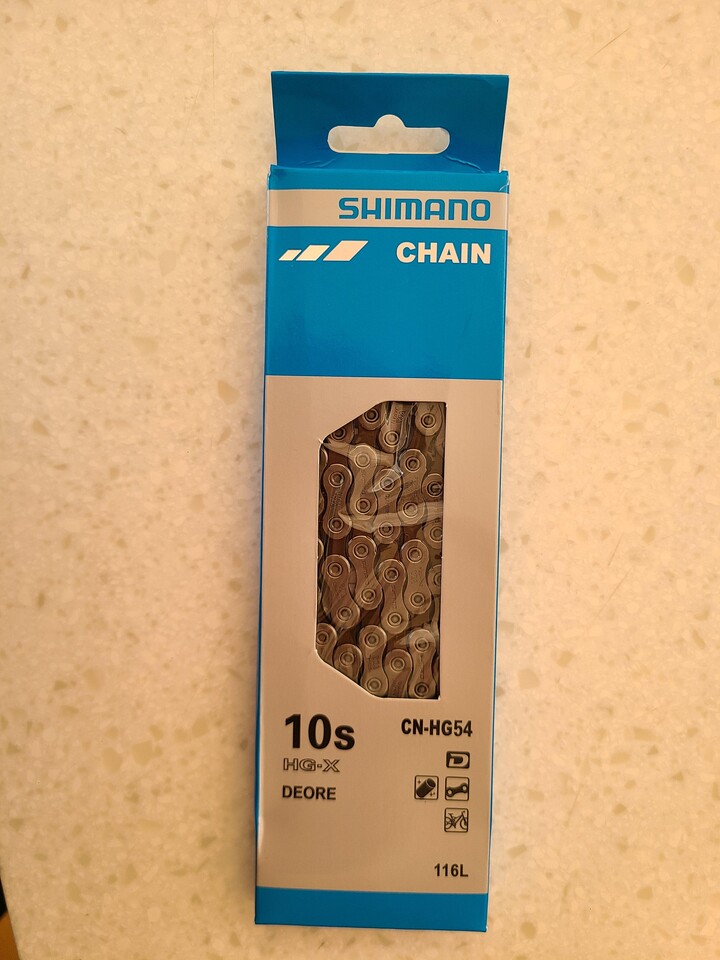 SHIMANO
CHAIN
10s
CN-HG54
HG-X
DEORE
116L